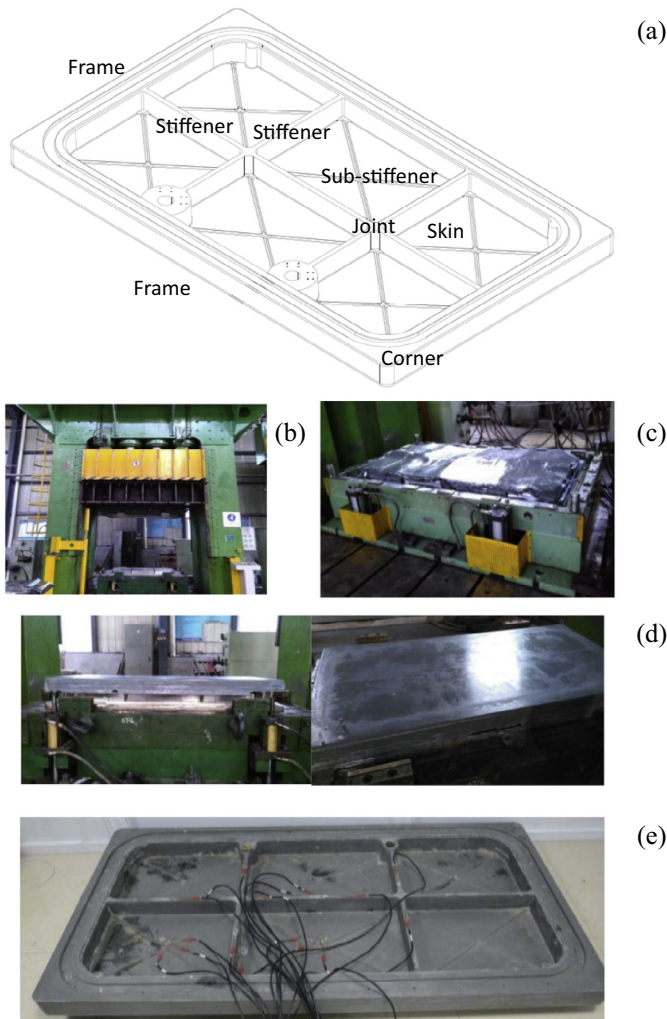 (a)
Frame
Stiffener Stiffener
Sub-stiffener
Joint Skin
Frame
Corner
(b) (c)
(d)
(e)